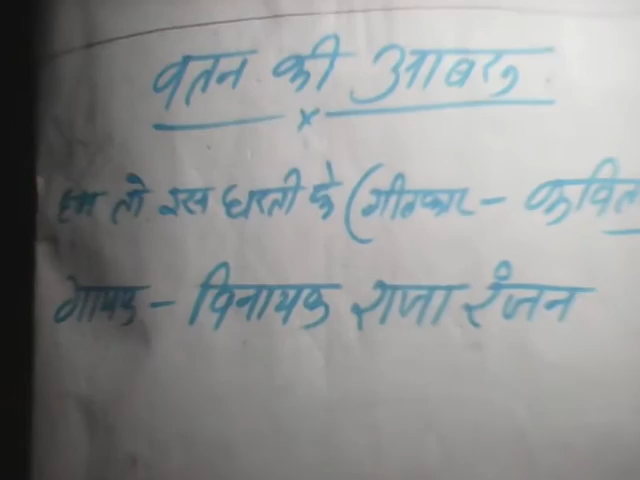 वतन की आबरू
x
हम तो इस धरती के (गीतकार - कवित
गायक - विनायक राजा रंजन